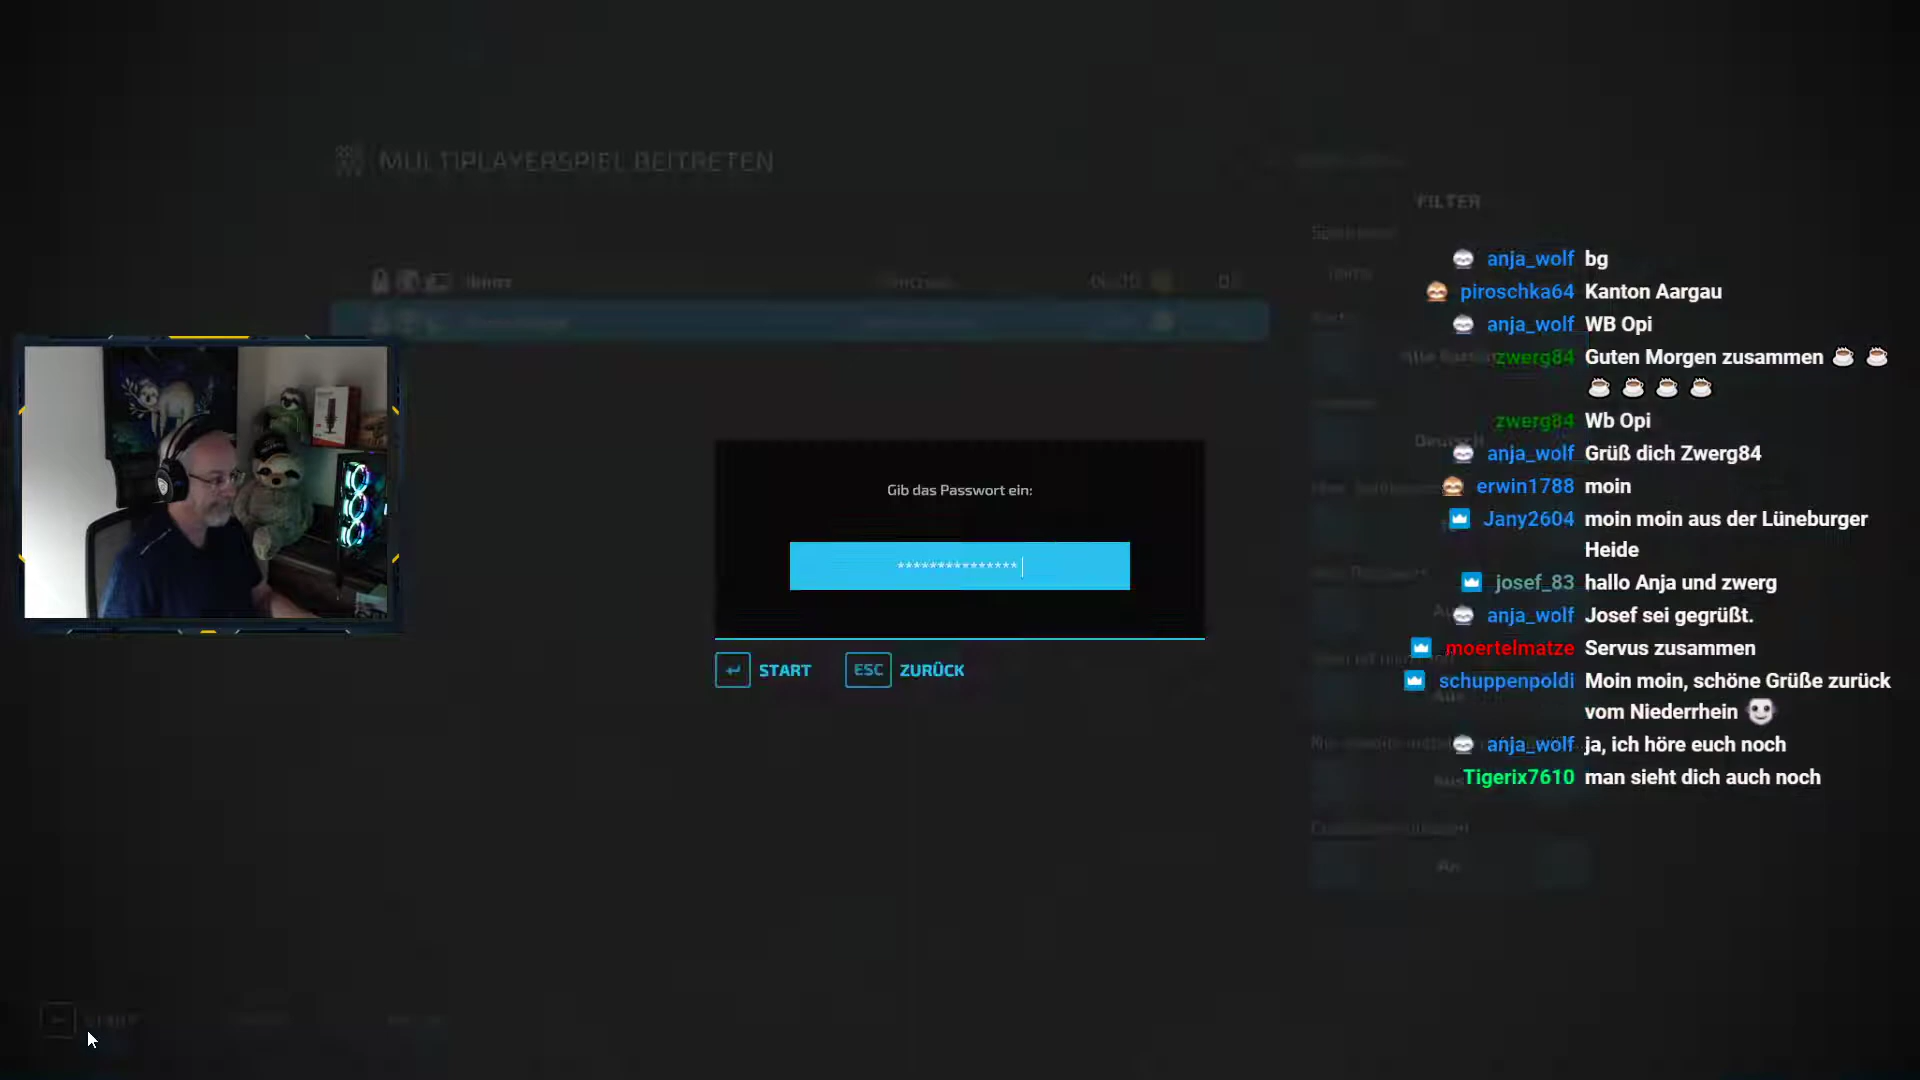 MULTIPLAYERSPIEL BEITRETEN
FILTER
anja_wolf bg
piroschka64 Kanton Aargau
anja_wolf WB Opi
zwerg84 Guten Morgen zusammen
zwerg84 Wb Opi
Deutsch
anja_wolf Grüß dich Zwerg84
erwin1788 moin
Jany2604 moin moin aus der Lüneburger
Heide
josef_83 hallo Anja und zwerg
anja_wolf Josef sei gegrüßt.
moertelmatze Servus zusammen
schuppenpoldi Moin moin, schöne Grüße zurück
vom Niederrhein
anja_wolf ja, ich höre euch noch
Tigerix7610 man sieht dich auch noch
Gib das Passwort ein:
***************
START
ESC ZURÜCK